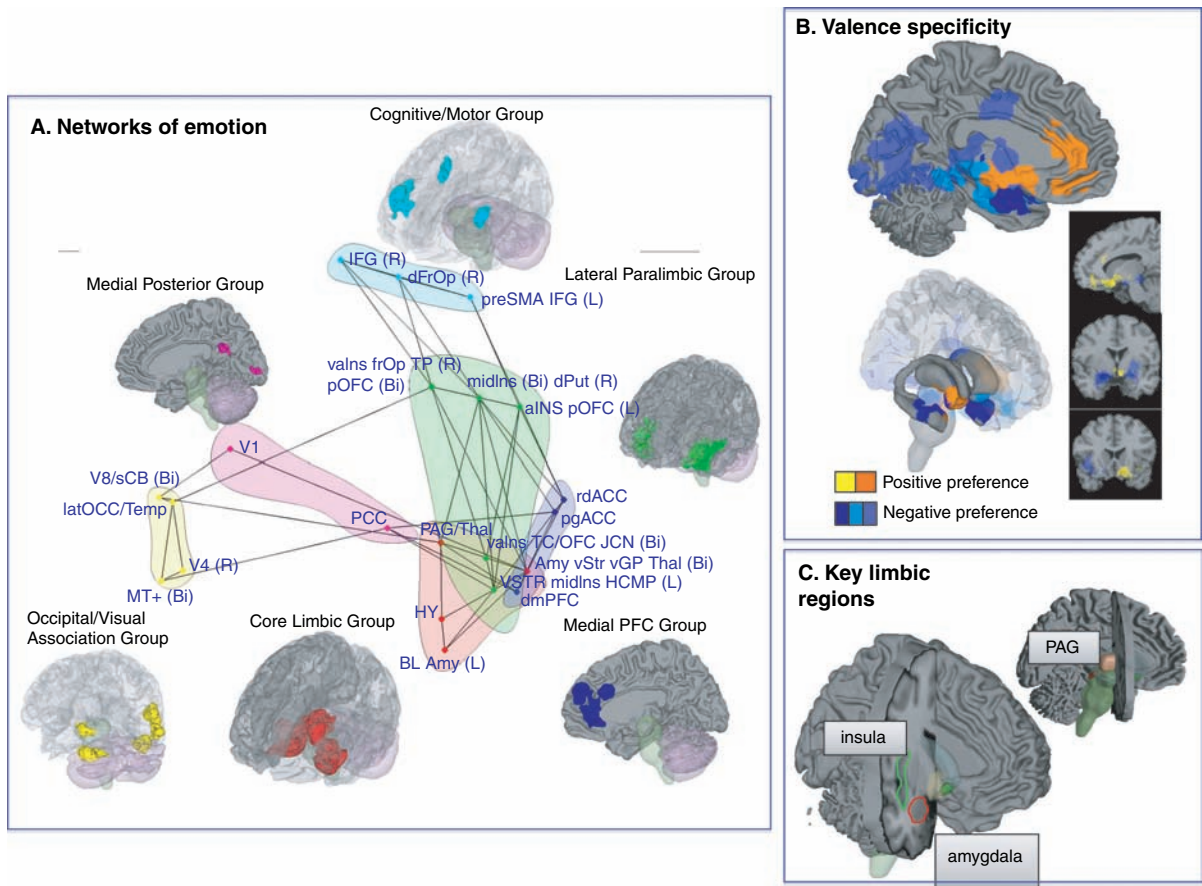 A. Networks of emotion
Cognitive/Motor Group
IFG (R)
dFrOp (R)
preSMA IFG (L)
Lateral Paralimbic Group
Medial Posterior Group
vaIns frOp TP (R)
pOFC (Bi)
midIns (Bi) dPut (R)
aINS pOFC (L)
V1
V8/sCB (Bi)
latOCC/Temp
PCC
PAG/Thal
rdACC
pgACC
vaIns TC/OFC JCN (Bi)
Amy vStr vGP Thal (Bi)
VSTR midIns HCMP (L)
dmPFC
V4 (R)
MT+ (Bi)
HY
BL Amy (L)
Occipital/Visual
Association Group
Core Limbic Group
Medial PFC Group
B. Valence specificity
Positive preference
Negative preference
C. Key limbic
regions
PAG
insula
amygdala